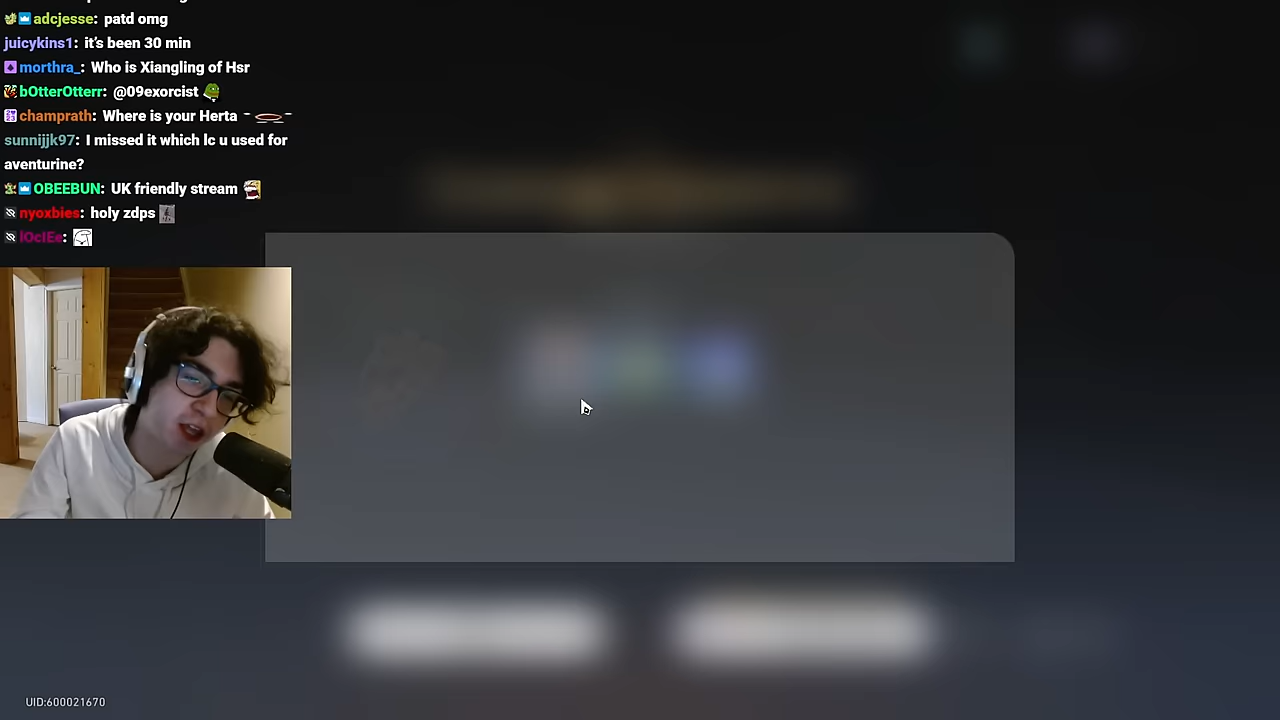 adcjesse: patd omg
juicykins1: it's been 30 min
morthra_: Who is Xiangling of Hsr
bOtterOtterr: @09exorcist
champrath: Where is your Herta
sunnijjk97: I missed it which lc u used for
aventurine?
OBEEBUN: UK friendly stream
nyoxbies: holy zdps
lOclEe:
UID:600021670